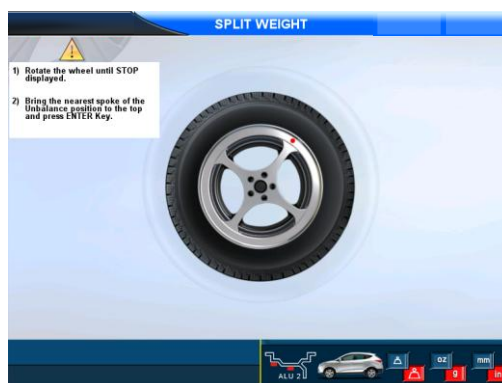 SPLIT WEIGHT
1) Rotate the wheel until STOP
displayed.
2) Bring the nearest spoke of the
Unbalance position to the top
and press ENTER Key.
ALU 2
oz
mm
g
in